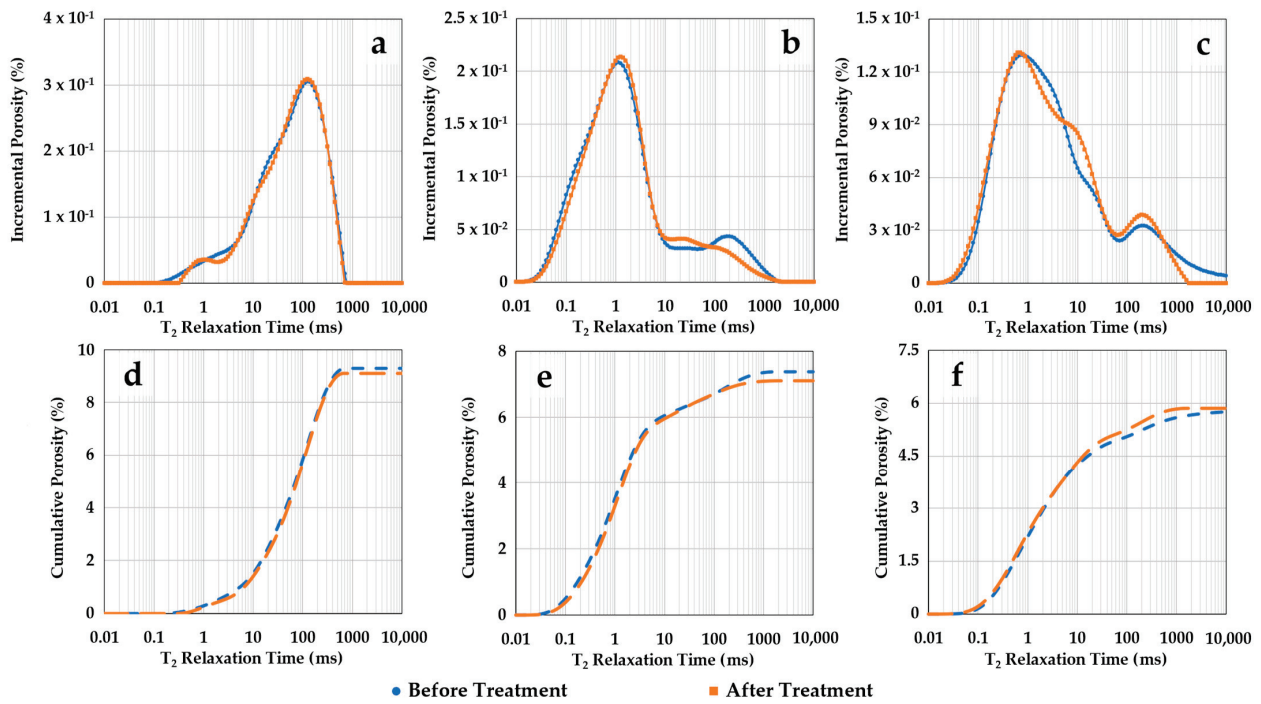 a
Incremental Porosity (%)
4 x 10⁻¹
3 x 10⁻¹
2 x 10⁻¹
1 x 10⁻¹
0
0.01 0.1 1 10 100 1000 10,000
T₂ Relaxation Time (ms)
b
Incremental Porosity (%)
2.5 x 10⁻¹
2 x 10⁻¹
1.5 x 10⁻¹
1 x 10⁻¹
5 x 10⁻²
0
0.01 0.1 1 10 100 1000 10,000
T₂ Relaxation Time (ms)
c
Incremental Porosity (%)
1.5 x 10⁻¹
1.2 x 10⁻¹
9 x 10⁻²
6 x 10⁻²
3 x 10⁻²
0
0.01 0.1 1 10 100 1000 10,000
T₂ Relaxation Time (ms)
d
Cumulative Porosity (%)
10
8
6
4
2
0
0.01 0.1 1 10 100 1000 10,000
T₂ Relaxation Time (ms)
e
Cumulative Porosity (%)
8
6
4
2
0
0.01 0.1 1 10 100 1000 10,000
T₂ Relaxation Time (ms)
f
Cumulative Porosity (%)
7.5
6
4.5
3
1.5
0
0.01 0.1 1 10 100 1000 10,000
T₂ Relaxation Time (ms)
Before Treatment
After Treatment